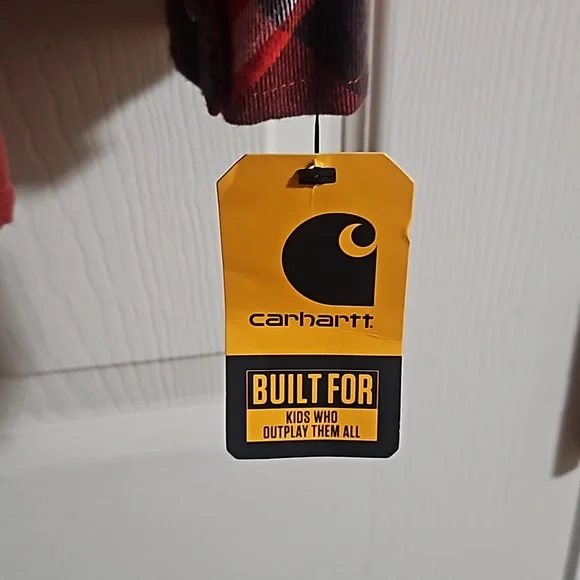 carhartt
BUILT FOR
KIDS WHO
OUTPLAY THEM ALL